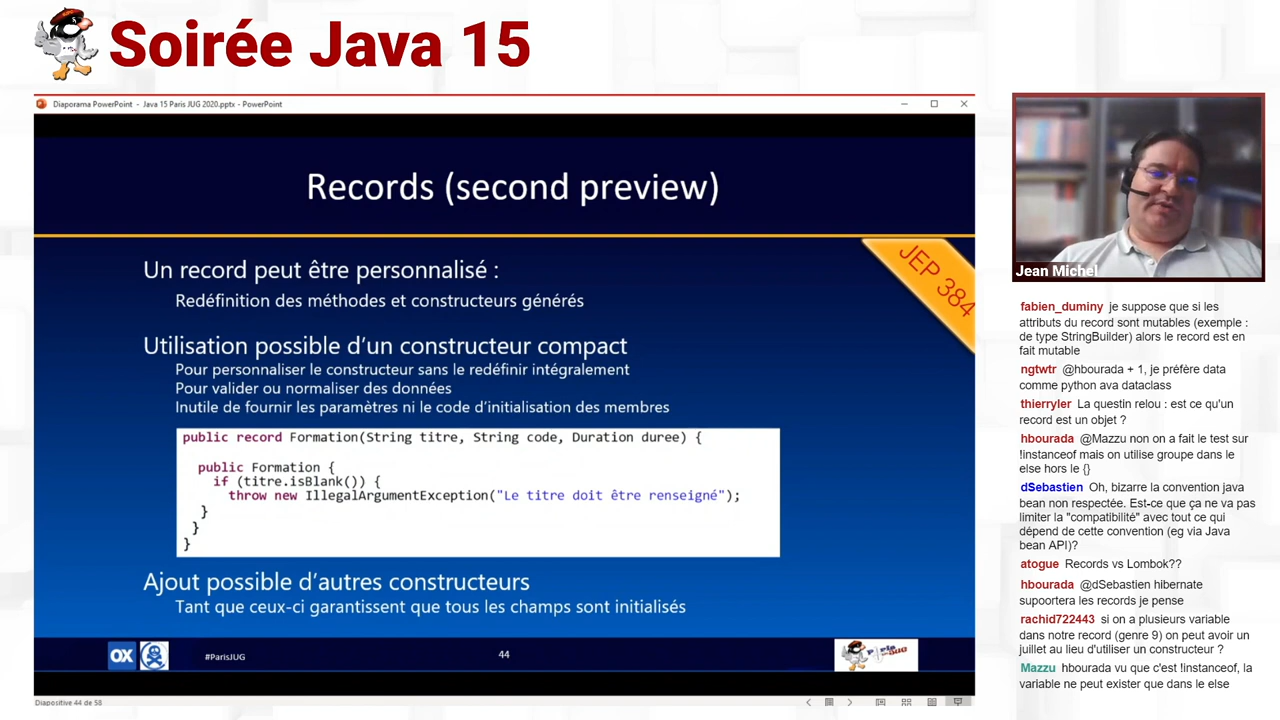 Soirée Java 15
Diaporama PowerPoint - Java 15 Paris JUG 2020.pptx - PowerPoint
Records (second preview)
JEP 384
Un record peut être personnalisé :
Redéfinition des méthodes et constructeurs générés
Utilisation possible d'un constructeur compact
Pour personnaliser le constructeur sans le redéfinir intégralement
Pour valider ou normaliser des données
Inutile de fournir les paramètres ni le code d'initialisation des membres
public record Formation(String titre, String code, Duration duree) {
public Formation {
if (titre.isBlank()) {
throw new IllegalArgumentException("Le titre doit être renseigné");
}
}
}
Ajout possible d'autres constructeurs
Tant que ceux-ci garantissent que tous les champs sont initialisés
OX
#ParisJUG
44
Diapositive 44 de 58
Jean Michel
fabien_duminy je suppose que si les
attributs du record sont mutables (exemple :
de type StringBuilder) alors le record est en
fait mutable
ngtwtr @hbourada + 1, je préfère data
comme python ava dataclass
thierryler La questin relou : est ce qu'un
record est un objet ?
hbourada @Mazzu non on a fait le test sur
!instanceof mais on utilise groupe dans le
else hors le {}
dSebastien Oh, bizarre la convention java
bean non respectée. Est-ce que ça ne va pas
limiter la "compatibilité" avec tout ce qui
dépend de cette convention (eg via Java
bean API)?
atogue Records vs Lombok??
hbourada @dSebastien hibernate
supoortera les records je pense
rachid722443 si on a plusieurs variable
dans notre record (genre 9) on peut avoir un
juillet au lieu d'utiliser un constructeur ?
Mazzu hbourada vu que c'est !instanceof, la
variable ne peut exister que dans le else